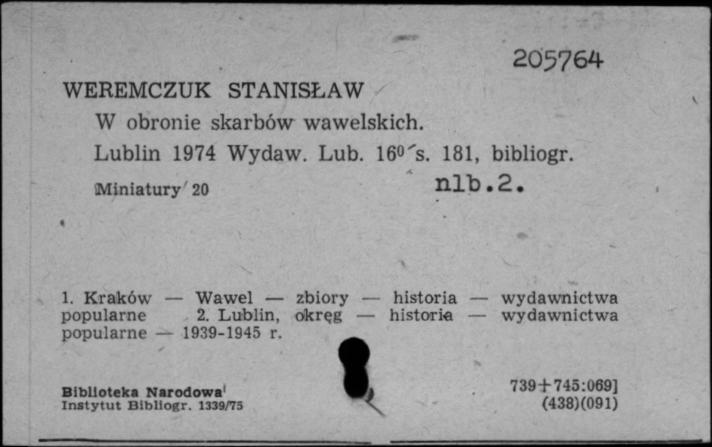 205764
WEREMCZUK STANISŁAW
W obronie skarbów wawelskich.
Lublin 1974 Wydaw. Lub. 16⁰ s. 181, bibliogr.
Miniatury 20 nlb.2.
1. Kraków — Wawel — zbiory — historia — wydawnictwa
popularne 2. Lublin, okręg — historia — wydawnictwa
popularne — 1939-1945 r.
Biblioteka Narodowa 739+745:069]
Instytut Bibliogr. 1339/75 (438)(091)